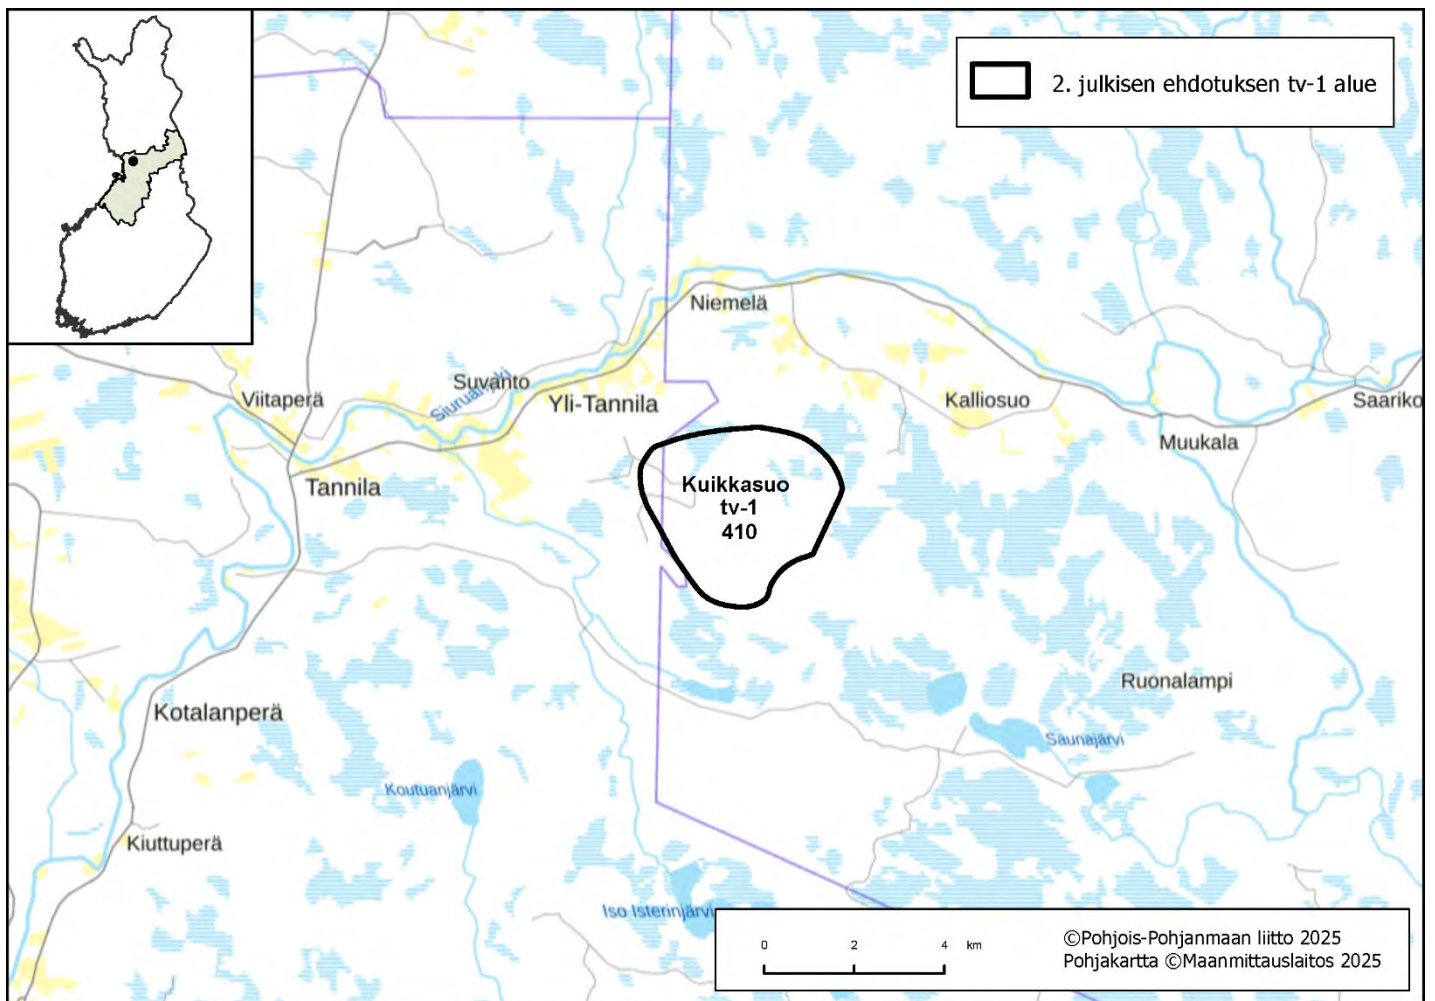 2. julkisen ehdotuksen tv-1 alue
Niemelä
Suvanto
Siuruanjoki
Viitaperä
Yli-Tannila
Kalliosuo
Saariko
Muukala
Tannila
Kuikkasuo
tv-1
410
Ruonalampi
Kotalanperä
Saunajärvi
Koutuanjärvi
Kiuttuperä
Iso Isterinjärvi
0 2 4 km
©Pohjois-Pohjanmaan liitto 2025
Pohjakartta ©Maanmittauslaitos 2025